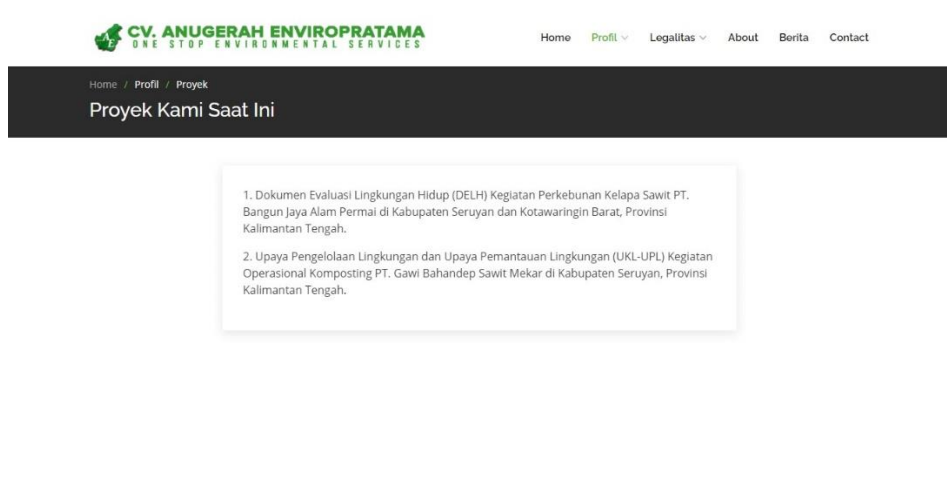 CV. ANUGERAH ENVIROPRATAMA
ONE STOP ENVIRONMENTAL SERVICES
Home Profil Legalitas About Berita Contact
Home / Profil / Proyek
Proyek Kami Saat Ini
1. Dokumen Evaluasi Lingkungan Hidup (DELH) Kegiatan Perkebunan Kelapa Sawit PT.
Bangun Jaya Alam Permai di Kabupaten Seruyan dan Kotawaringin Barat, Provinsi
Kalimantan Tengah.
2. Upaya Pengelolaan Lingkungan dan Upaya Pemantauan Lingkungan (UKL-UPL) Kegiatan
Operasional Komposting PT. Gawi Bahandep Sawit Mekar di Kabupaten Seruyan, Provinsi
Kalimantan Tengah.